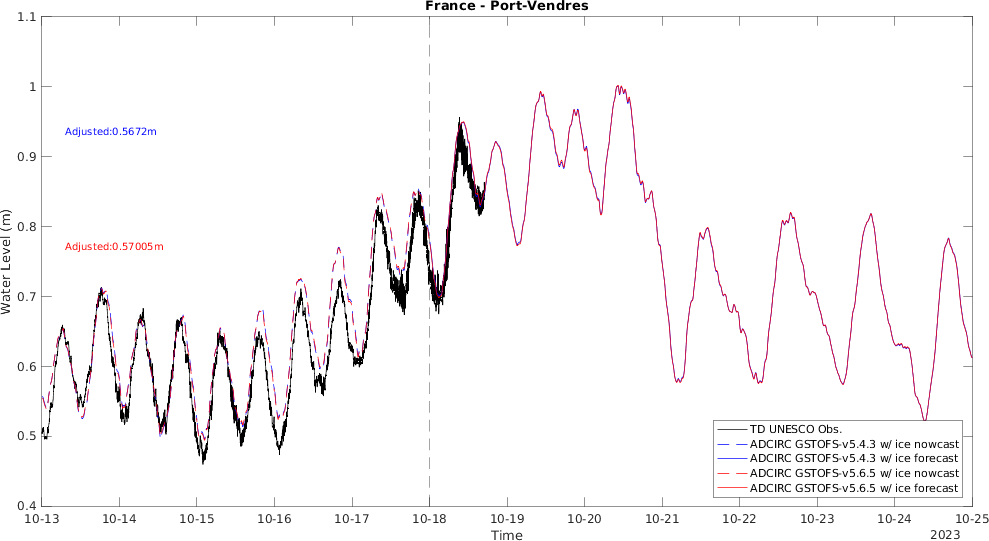 France - Port-Vendres
1.1
1
0.9
0.8
0.7
0.6
0.5
0.4
Water Level (m)
Adjusted:0.5672m
Adjusted:0.57005m
TD UNESCO Obs.
ADCIRC GSTOFS-v5.4.3 w/ ice nowcast
ADCIRC GSTOFS-v5.4.3 w/ ice forecast
ADCIRC GSTOFS-v5.6.5 w/ ice nowcast
ADCIRC GSTOFS-v5.6.5 w/ ice forecast
10-13 10-14 10-15 10-16 10-17 10-18 10-19 10-20 10-21 10-22 10-23 10-24 10-25
Time
2023